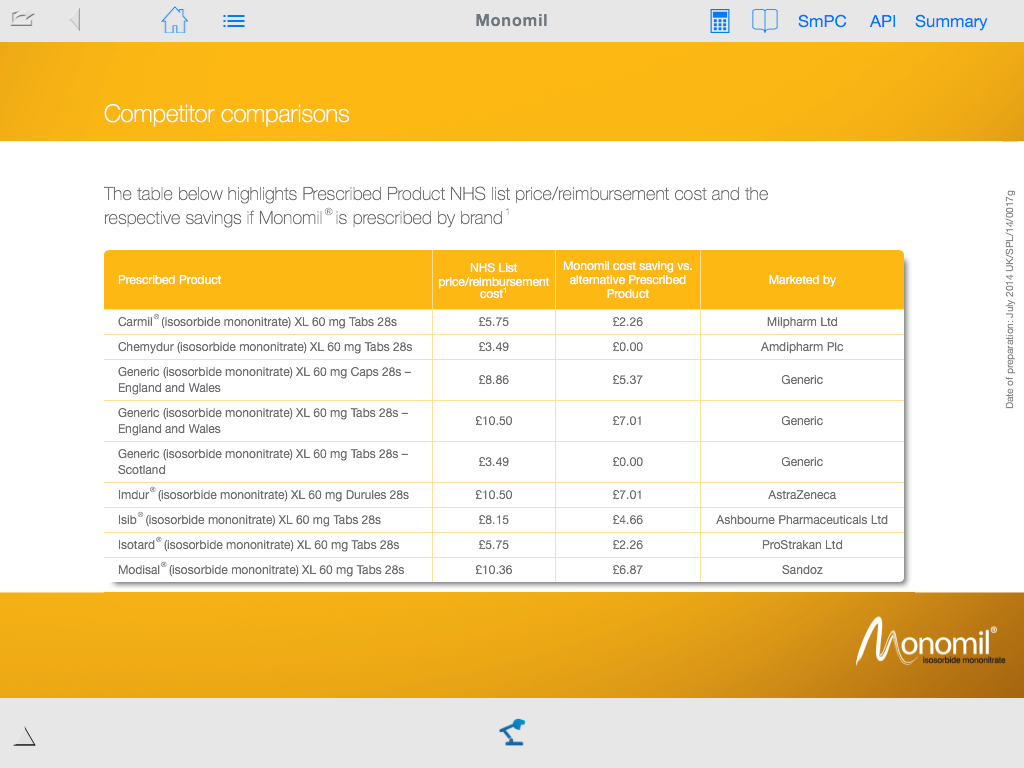 Monomil
SmPC
API
Summary
Competitor comparisons
The table below highlights Prescribed Product NHS list price/reimbursement cost and the
respective savings if Monomil® is prescribed by brand1
Prescribed Product
NHS List
price/reimbursement
cost1
Monomil cost saving vs.
alternative Prescribed
Product
Marketed by
Carmil® (isosorbide mononitrate) XL 60 mg Tabs 28s £5.75 £2.26 Milpharm Ltd
Chemydur (isosorbide mononitrate) XL 60 mg Tabs 28s £3.49 £0.00 Amdipharm Plc
Generic (isosorbide mononitrate) XL 60 mg Caps 28s –
England and Wales
£8.86 £5.37 Generic
Generic (isosorbide mononitrate) XL 60 mg Tabs 28s –
England and Wales
£10.50 £7.01 Generic
Generic (isosorbide mononitrate) XL 60 mg Tabs 28s –
Scotland
£3.49 £0.00 Generic
Imdur® (isosorbide mononitrate) XL 60 mg Durules 28s £10.50 £7.01 AstraZeneca
Isib® (isosorbide mononitrate) XL 60 mg Tabs 28s £8.15 £4.66 Ashbourne Pharmaceuticals Ltd
Isotard® (isosorbide mononitrate) XL 60 mg Tabs 28s £5.75 £2.26 ProStrakan Ltd
Modisal® (isosorbide mononitrate) XL 60 mg Tabs 28s £10.36 £6.87 Sandoz
Date of preparation: July 2014 UK/SPL/14/0017g
Monomil®
isosorbide mononitrate